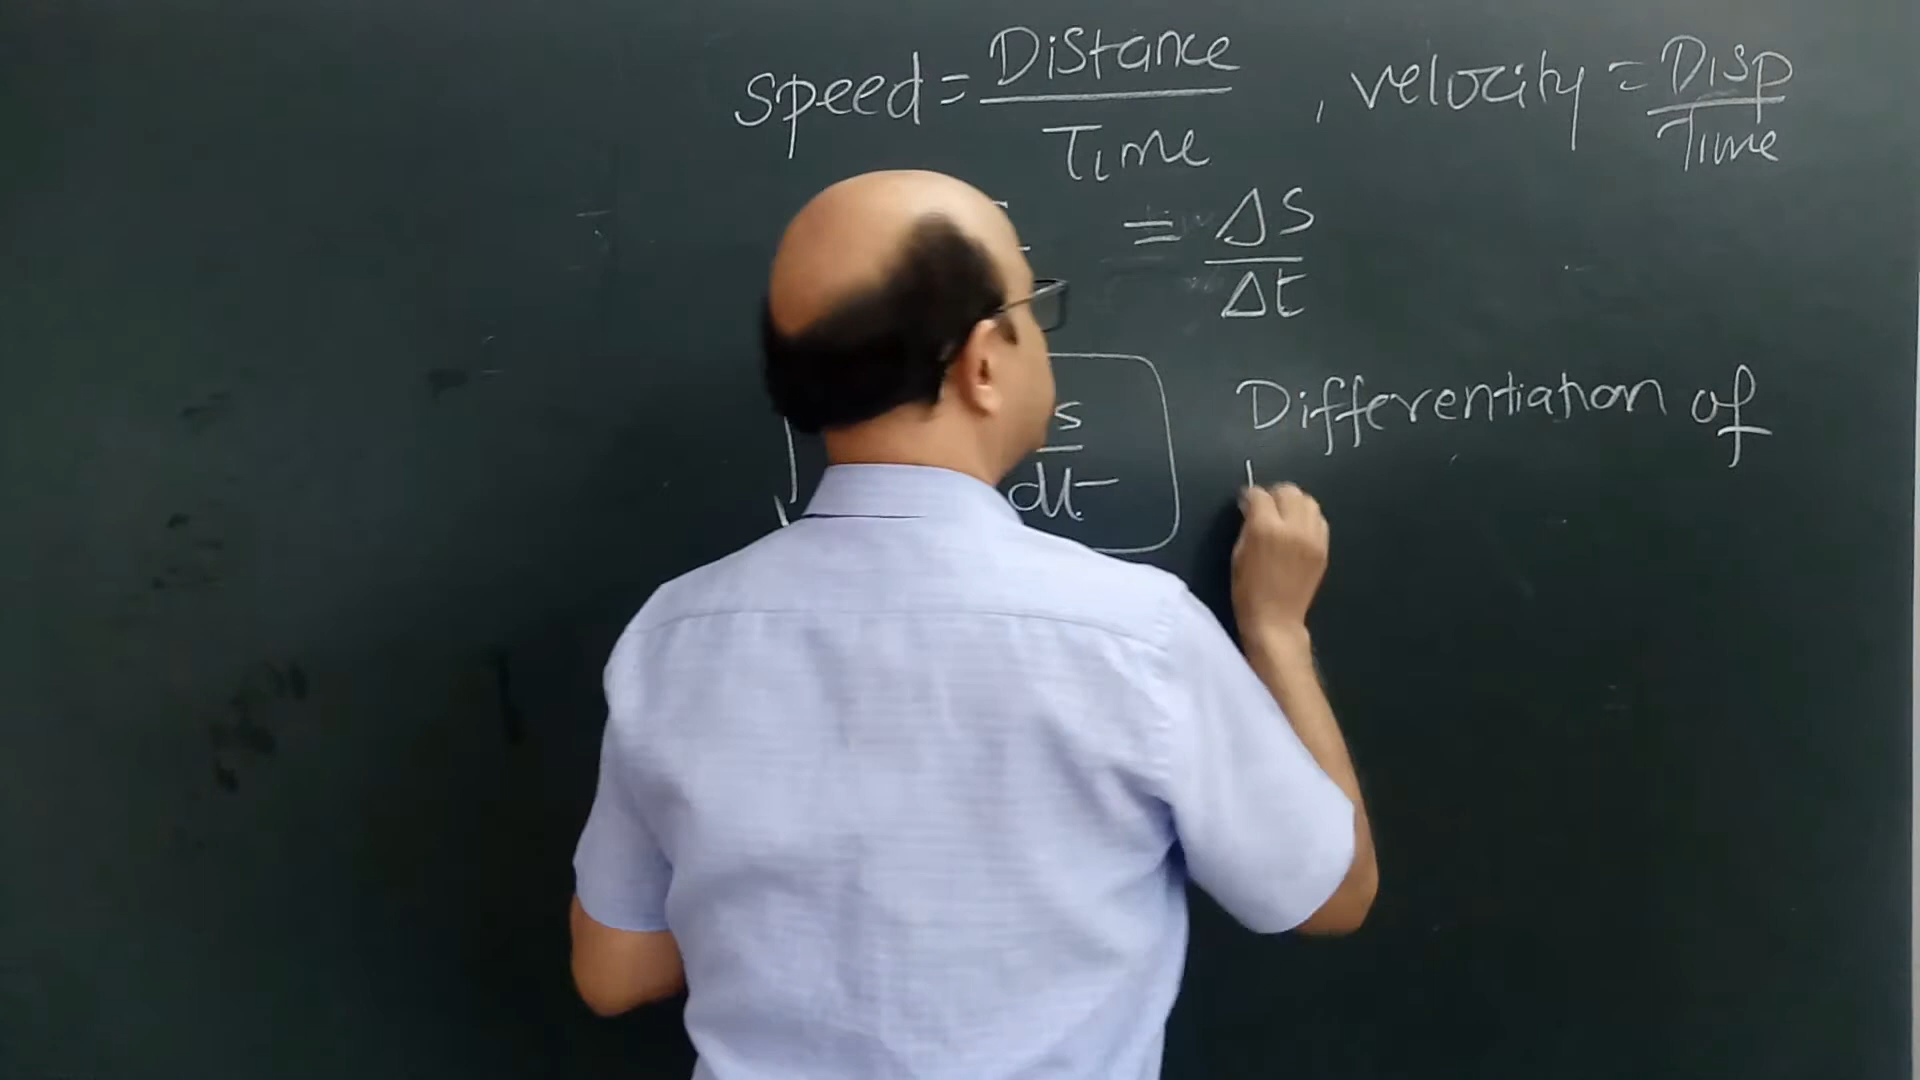 speed = Distance / Time , velocity = Disp / Time
= Δs / Δt
s / dt
Differentiation of